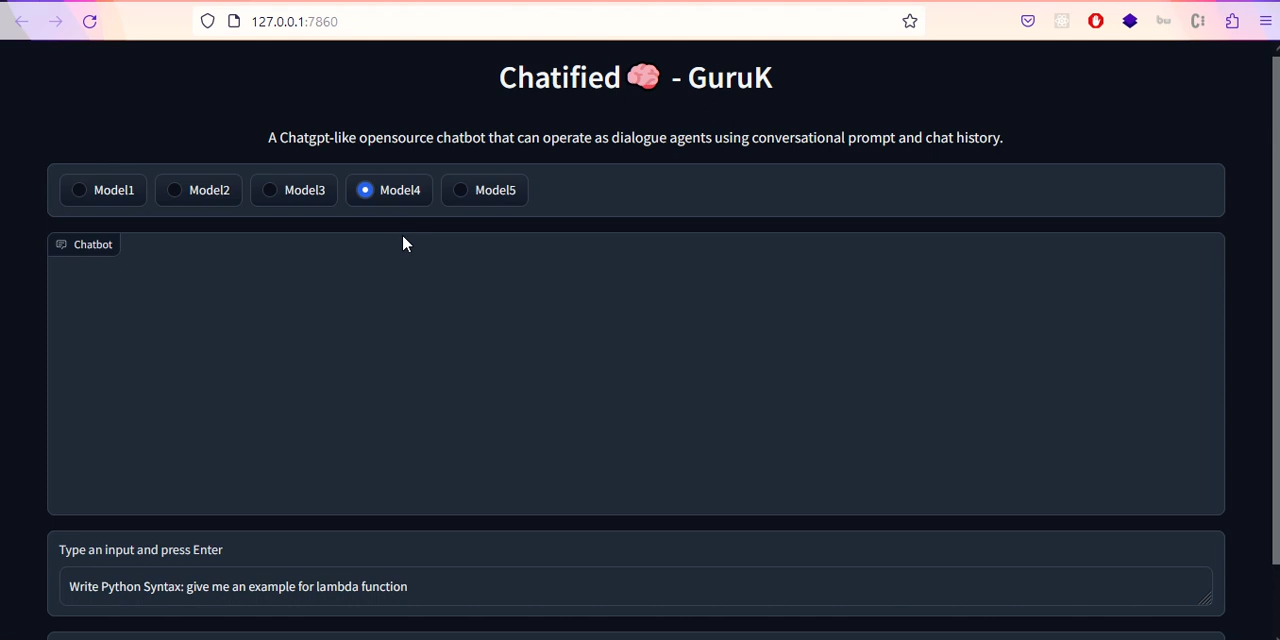 127.0.0.1:7860
Chatified🧠 - GuruK
A Chatgpt-like opensource chatbot that can operate as dialogue agents using conversational prompt and chat history.
Model1 Model2 Model3 Model4 Model5
Chatbot
Type an input and press Enter
Write Python Syntax: give me an example for lambda function